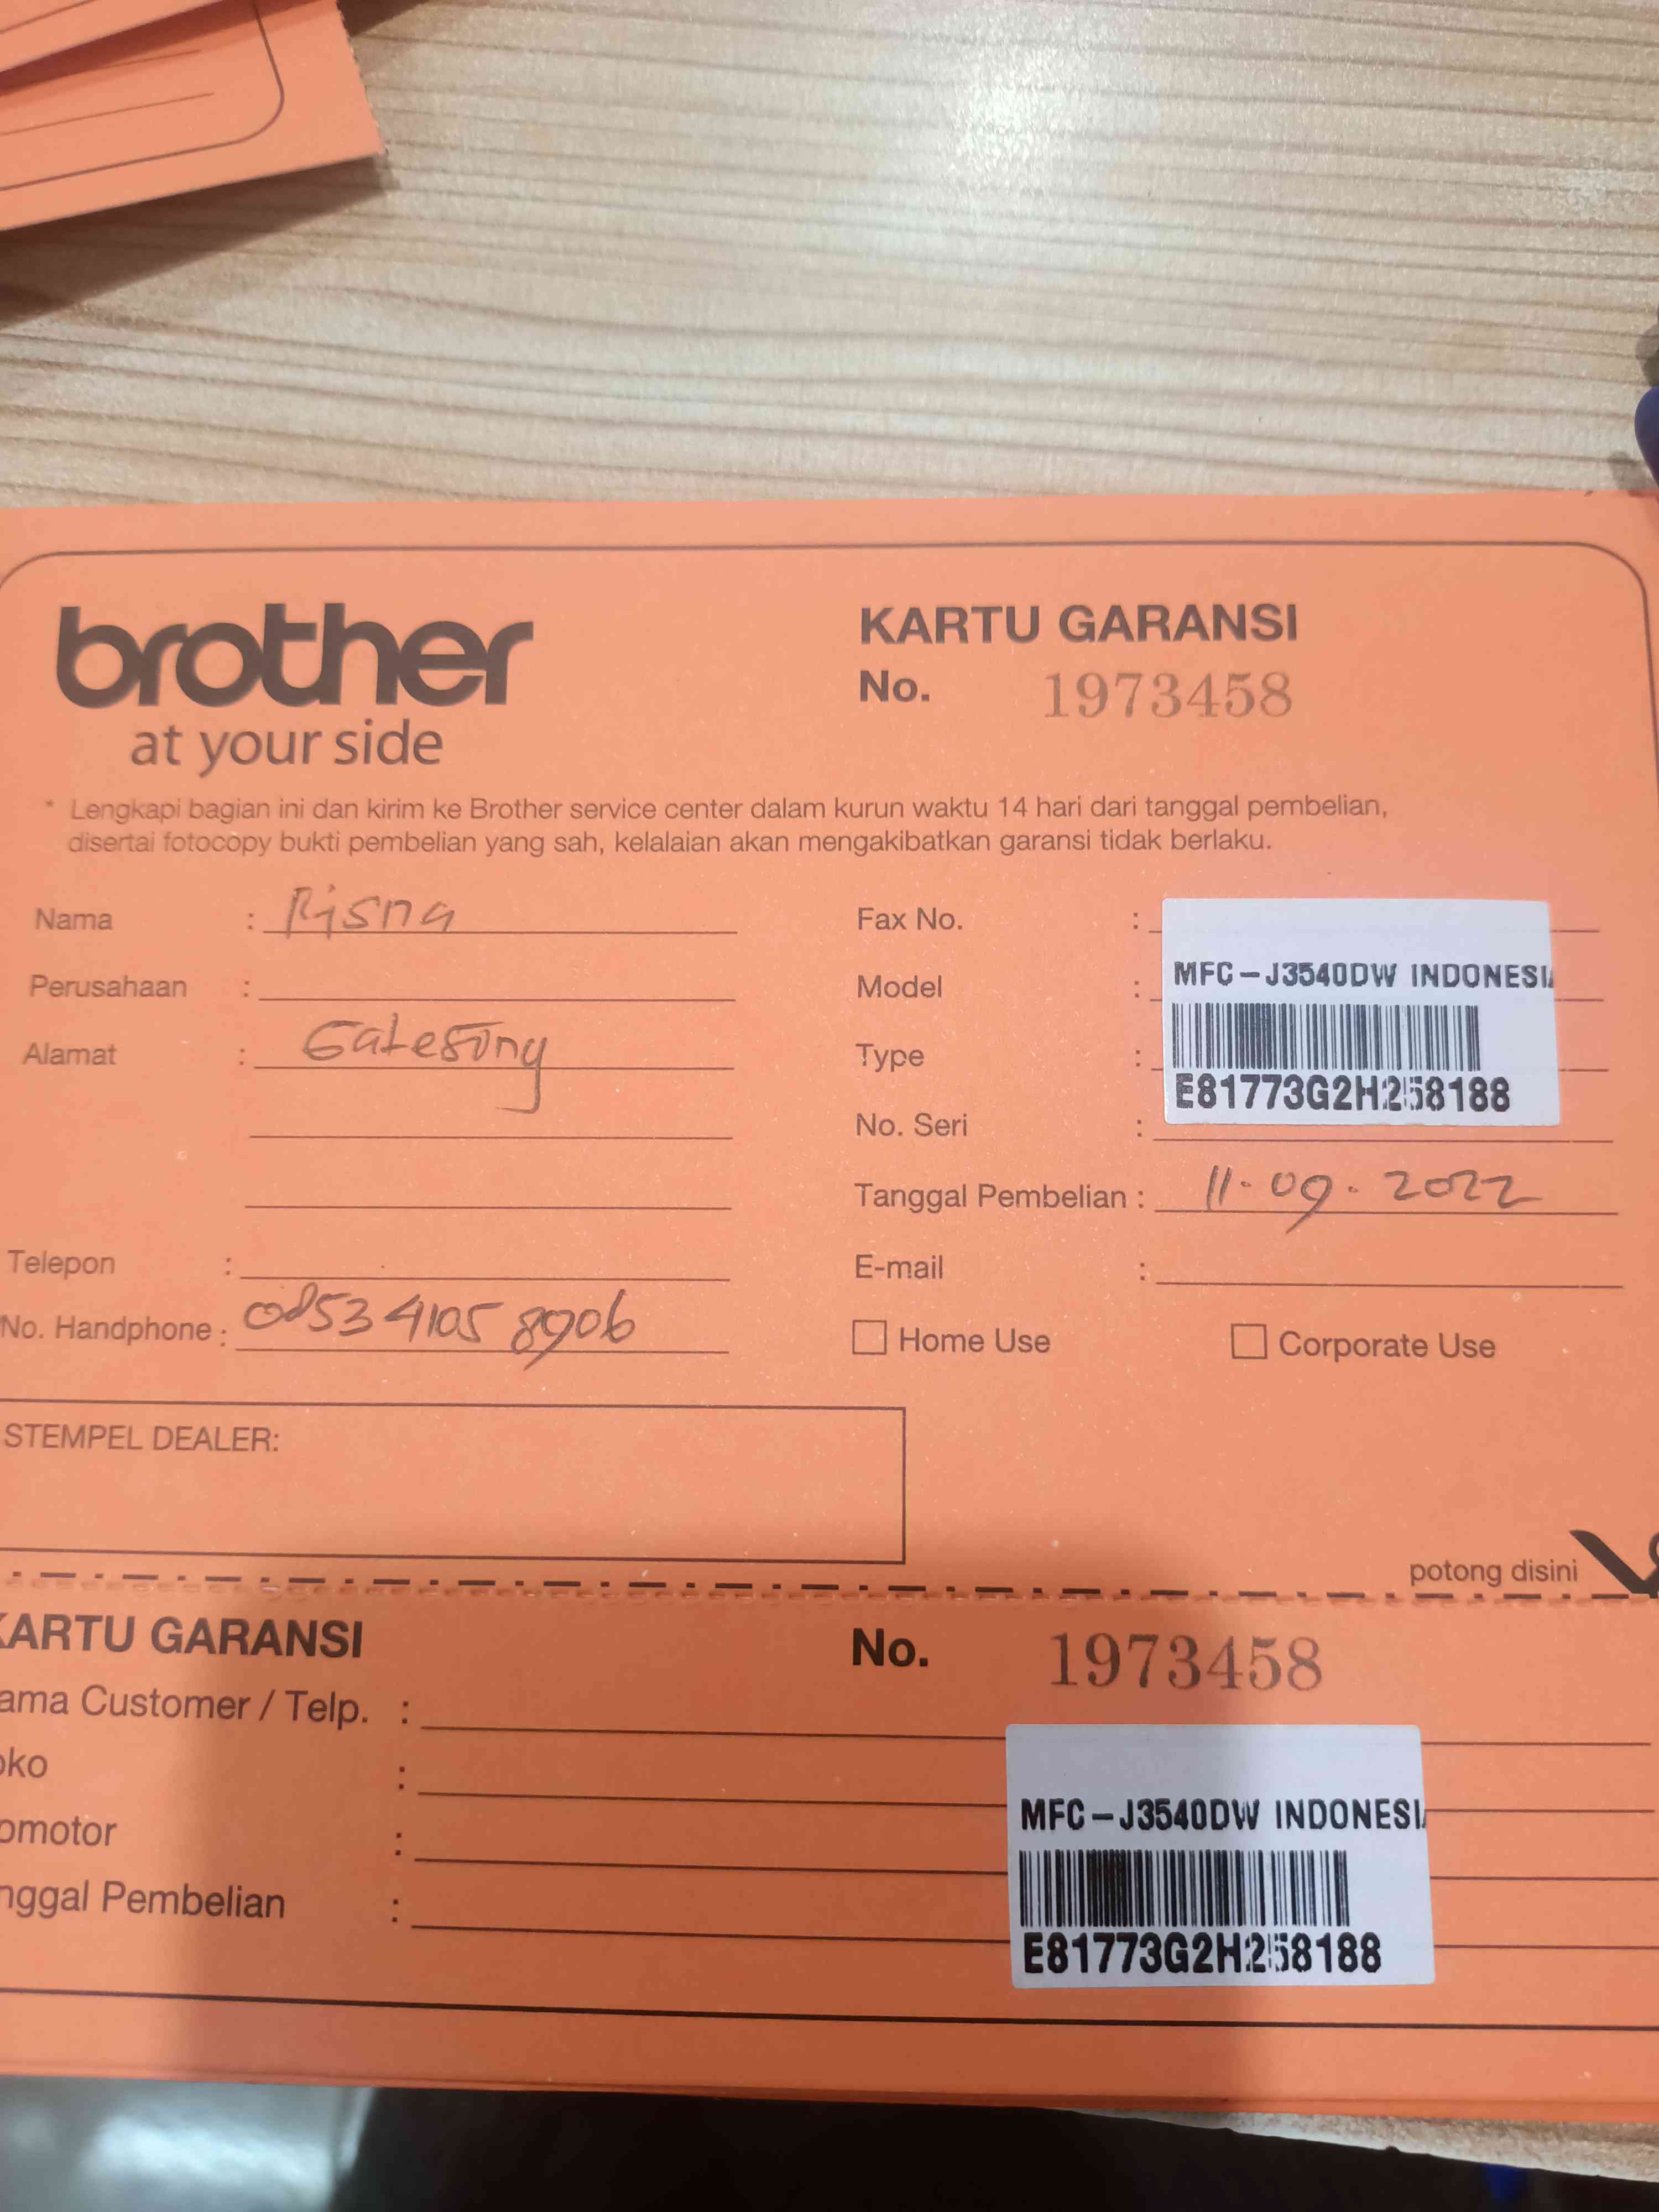 brother
at your side
KARTU GARANSI
No. 1973458
* Lengkapi bagian ini dan kirim ke Brother service center dalam kurun waktu 14 hari dari tanggal pembelian,
disertai fotocopy bukti pembelian yang sah, kelalaian akan mengakibatkan garansi tidak berlaku.
Nama : Risna
Perusahaan :
Alamat : Galesong
Telepon :
No. Handphone : 0853 4105 8906
Fax No. :
Model :
Type :
No. Seri :
MFC-J3540DW INDONESIA
E81773G2H258188
Tanggal Pembelian : 11-09-2022
E-mail :
Home Use
Corporate Use
STEMPEL DEALER:
potong disini
KARTU GARANSI
No. 1973458
ama Customer / Telp. :
oko :
omotor :
nggal Pembelian :
MFC-J3540DW INDONESI
E81773G2H258188